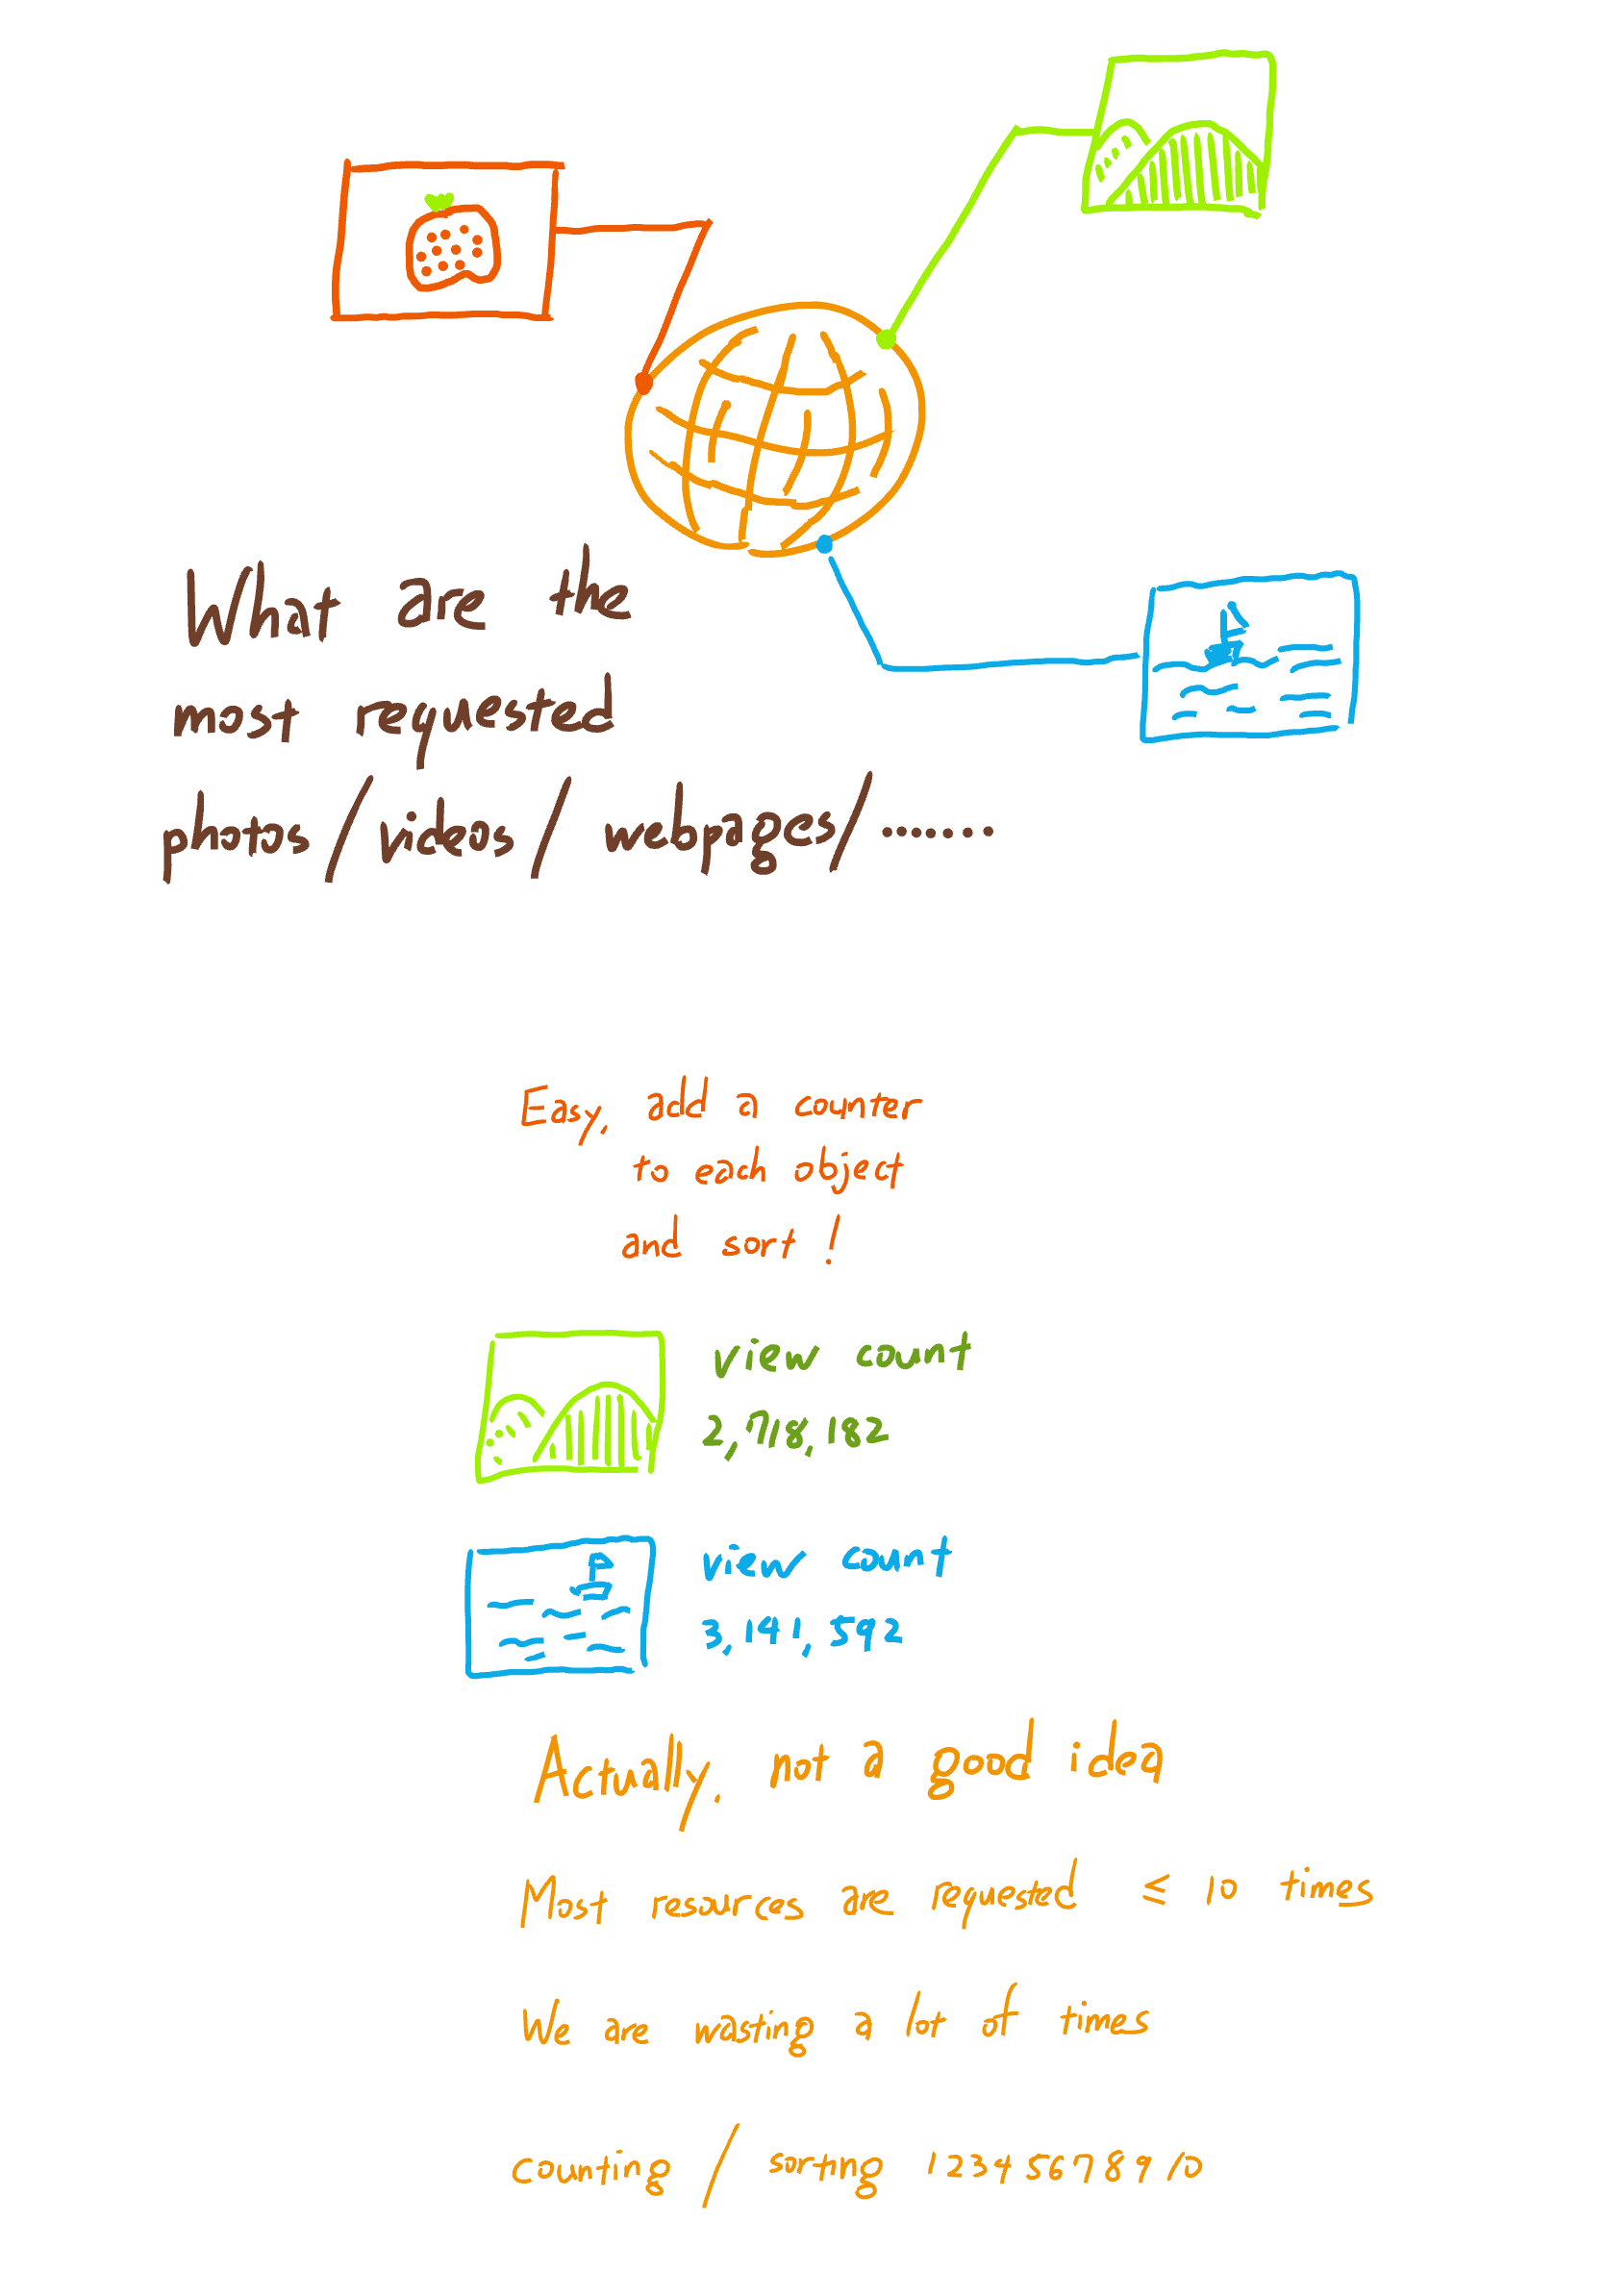 What are the
most requested
photos/videos/webpages/.......
Easy, add a counter
to each object
and sort!
view count
2,718,182
view count
3,141,592
Actually, not a good idea
Most resources are requested ≤ 10 times
We are wasting a lot of times
counting / sorting 1 2 3 4 5 6 7 8 9 10